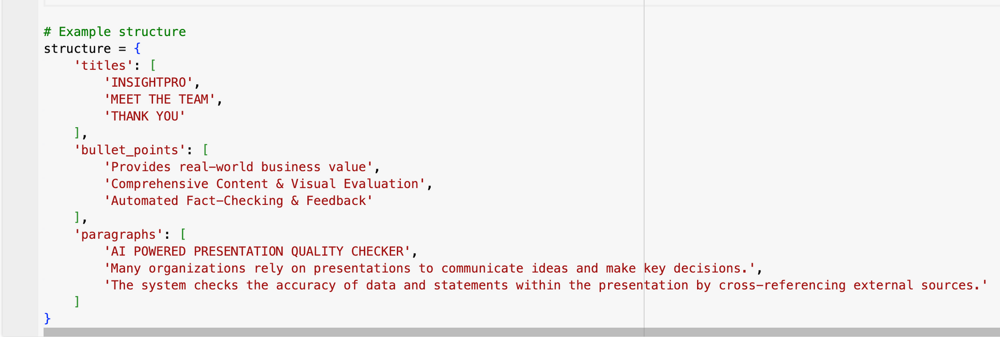 # Example structure
structure = {
    'titles': [
        'INSIGHTPRO',
        'MEET THE TEAM',
        'THANK YOU'
    ],
    'bullet_points': [
        'Provides real-world business value',
        'Comprehensive Content & Visual Evaluation',
        'Automated Fact-Checking & Feedback'
    ],
    'paragraphs': [
        'AI POWERED PRESENTATION QUALITY CHECKER',
        'Many organizations rely on presentations to communicate ideas and make key decisions.',
        'The system checks the accuracy of data and statements within the presentation by cross-referencing external sources.'
    ]
}